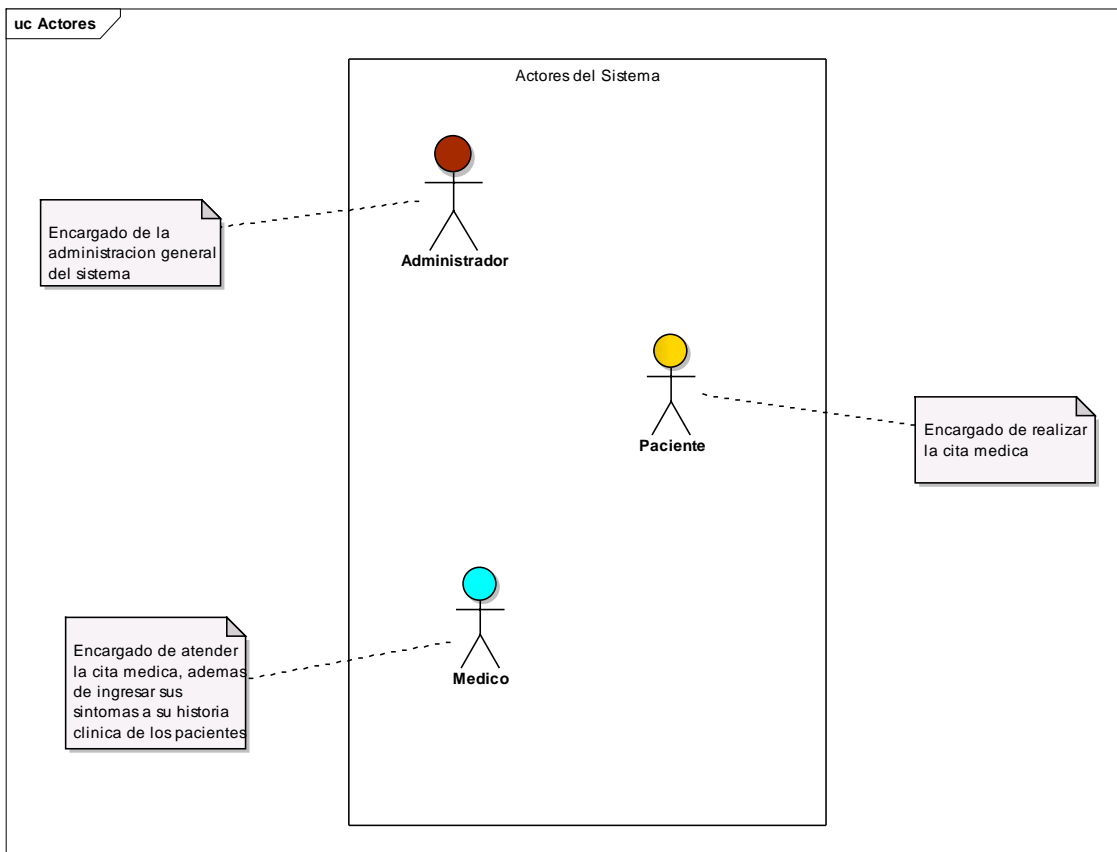 uc Actores
Actores del Sistema
Encargado de la
administracion general
del sistema
Administrador
Paciente
Encargado de realizar
la cita medica
Encargado de atender
la cita medica, ademas
de ingresar sus
sintomas a su historia
clinica de los pacientes
Medico